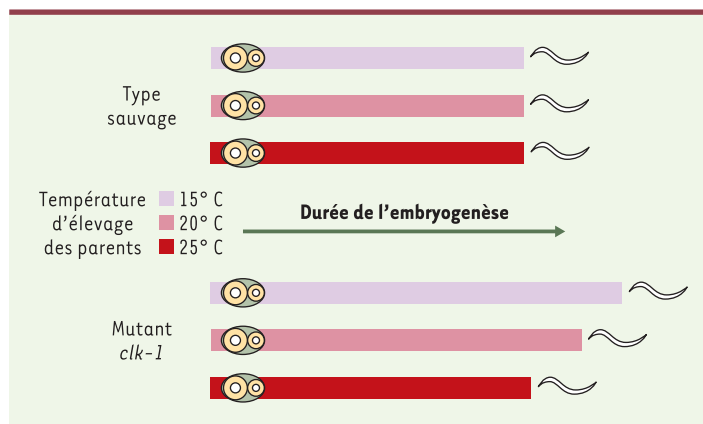 Type
sauvage
Température
d'élevage
des parents
15° C
20° C
25° C
Durée de l'embryogenèse
Mutant
clk-1